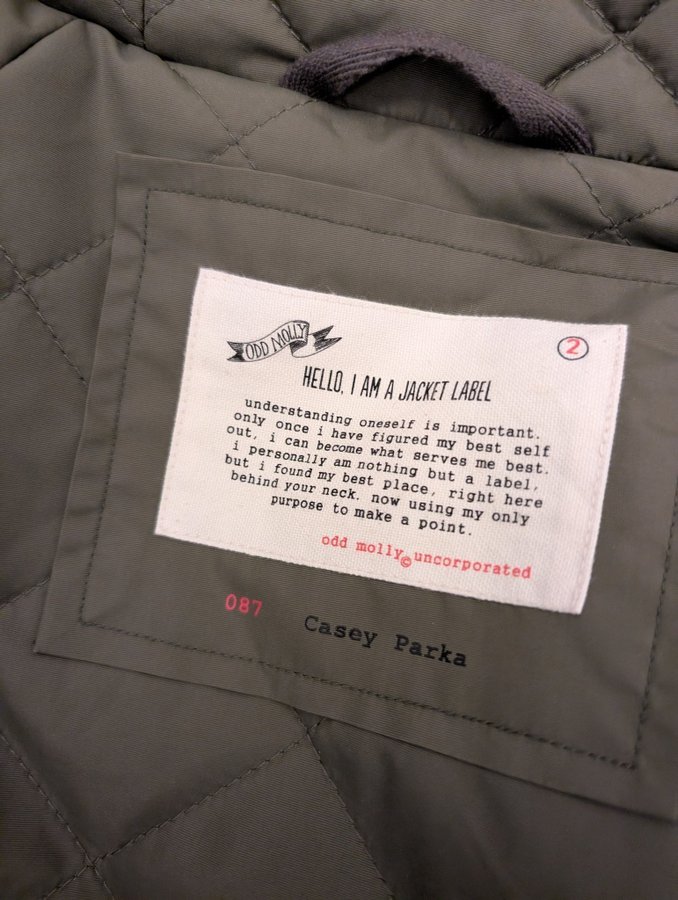 ODD MOLLY
2
HELLO, I AM A JACKET LABEL
understanding oneself is important.
only once i have figured my best self
out, i can become what serves me best.
i personally am nothing but a label,
but i found my best place, right here
behind your neck. now using my only
purpose to make a point.
odd molly© uncorporated
087 Casey Parka